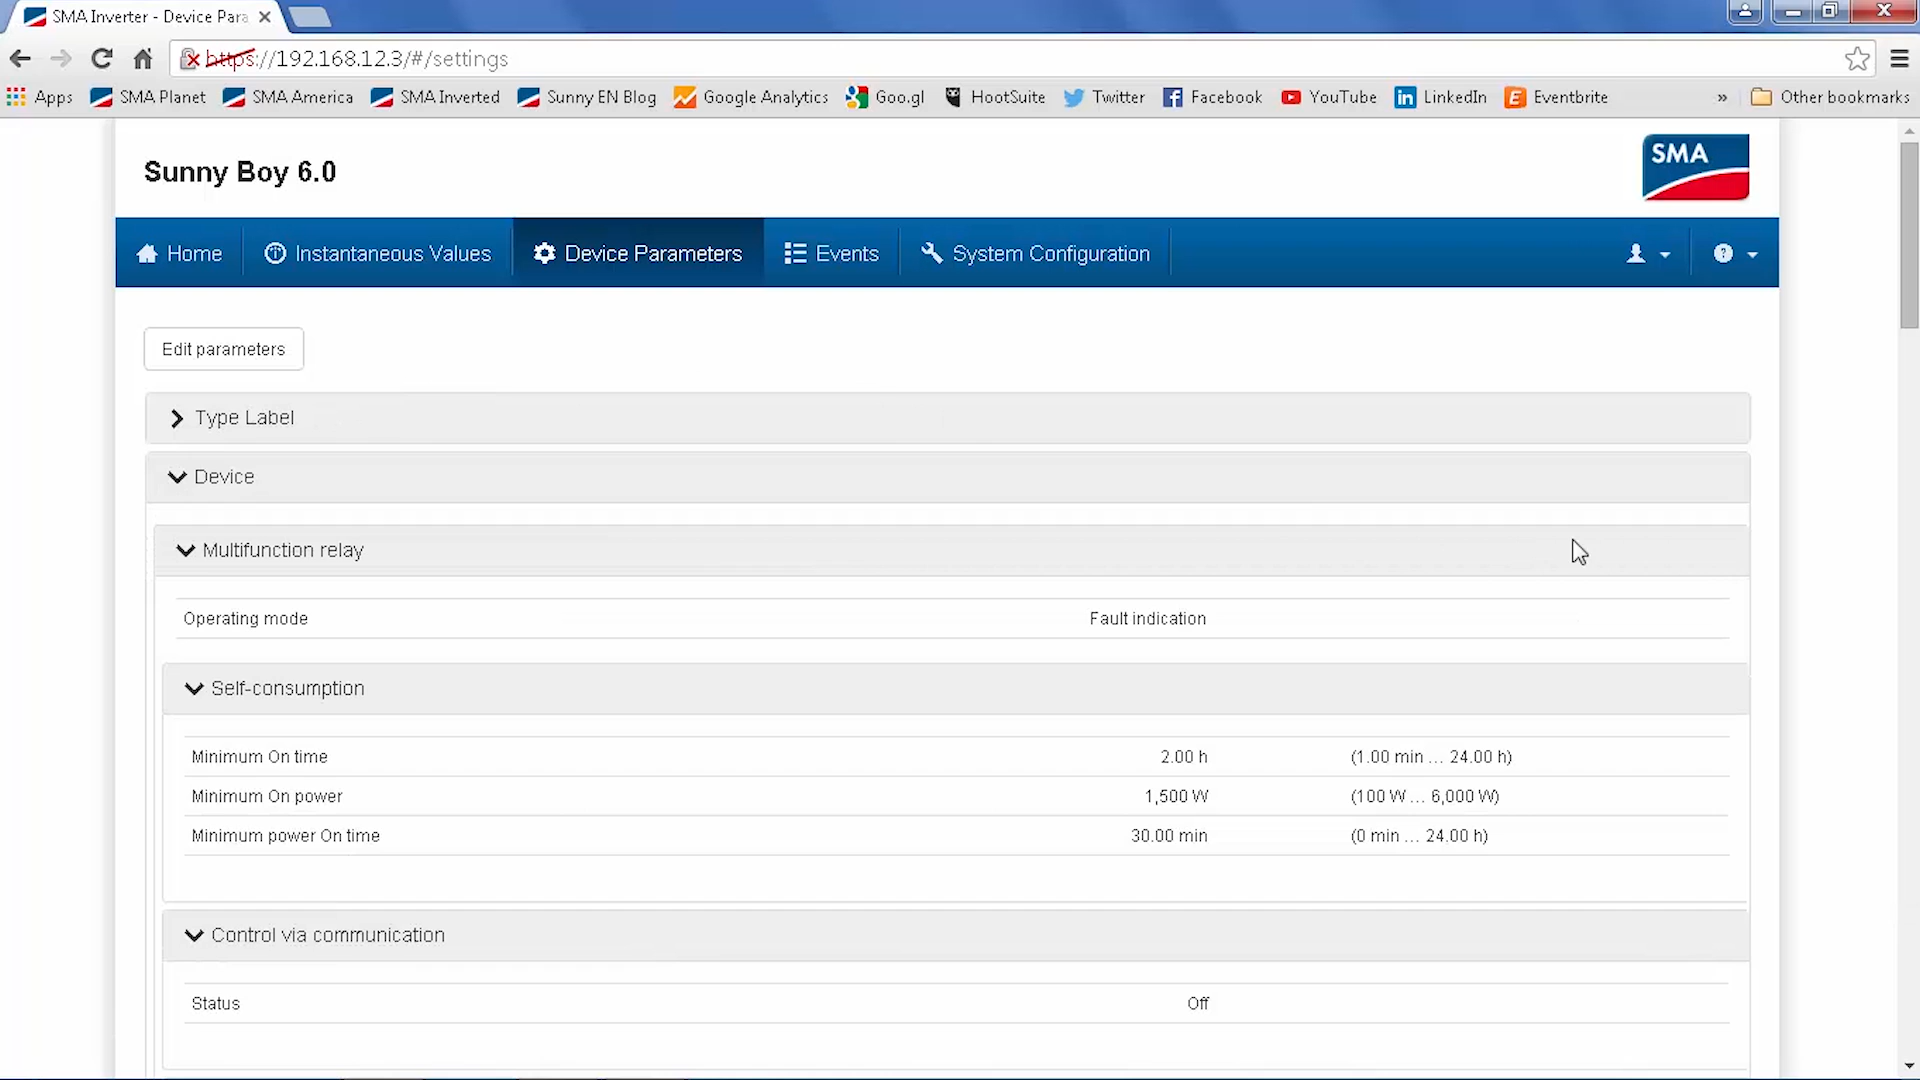 SMA Inverter - Device Para
https://192.168.12.3/#/settings
Apps SMA Planet SMA America SMA Inverted Sunny EN Blog Google Analytics Goo.gl HootSuite Twitter Facebook YouTube LinkedIn Eventbrite » Other bookmarks
Sunny Boy 6.0
SMA
Home Instantaneous Values Device Parameters Events System Configuration
Edit parameters
Type Label
Device
Multifunction relay
Operating mode Fault indication
Self-consumption
Minimum On time 2.00 h (1.00 min ... 24.00 h)
Minimum On power 1,500 W (100 W ... 6,000 W)
Minimum power On time 30.00 min (0 min ... 24.00 h)
Control via communication
Status Off